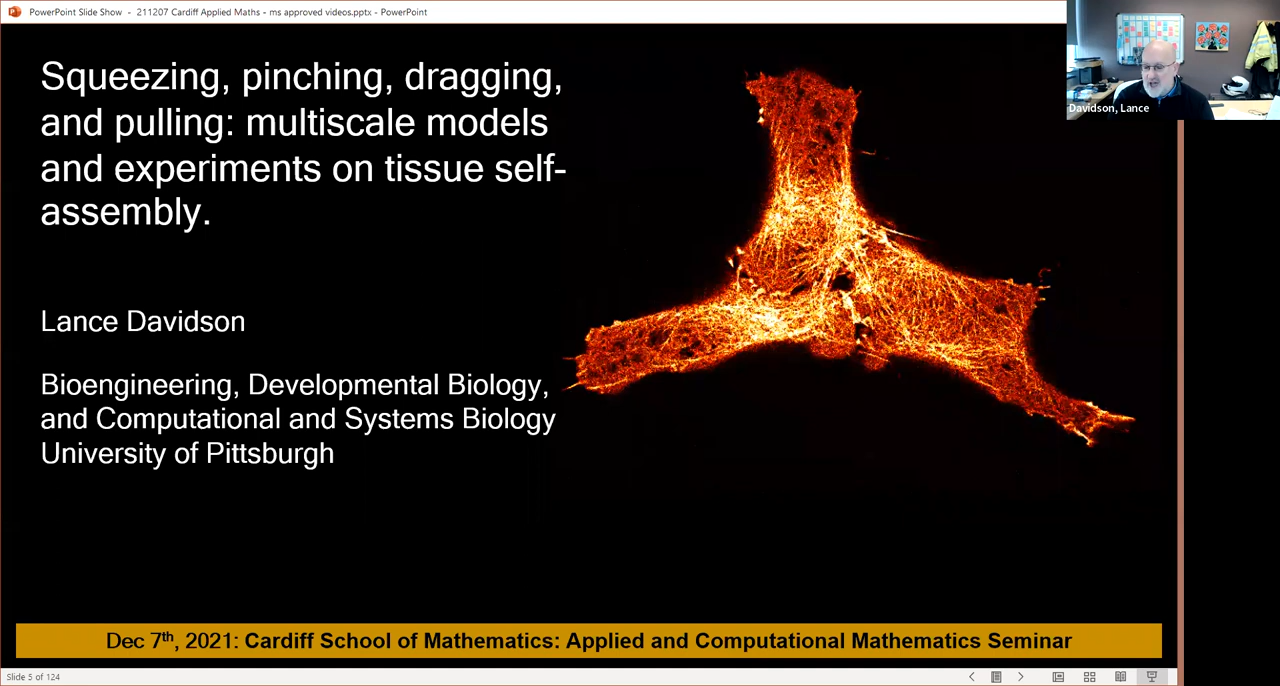 PowerPoint Slide Show - 211207 Cardiff Applied Maths - ms approved videos.pptx - PowerPoint
Davidson, Lance
Squeezing, pinching, dragging,
and pulling: multiscale models
and experiments on tissue self-
assembly.
Lance Davidson
Bioengineering, Developmental Biology,
and Computational and Systems Biology
University of Pittsburgh
Dec 7th, 2021: Cardiff School of Mathematics: Applied and Computational Mathematics Seminar
Slide 5 of 124